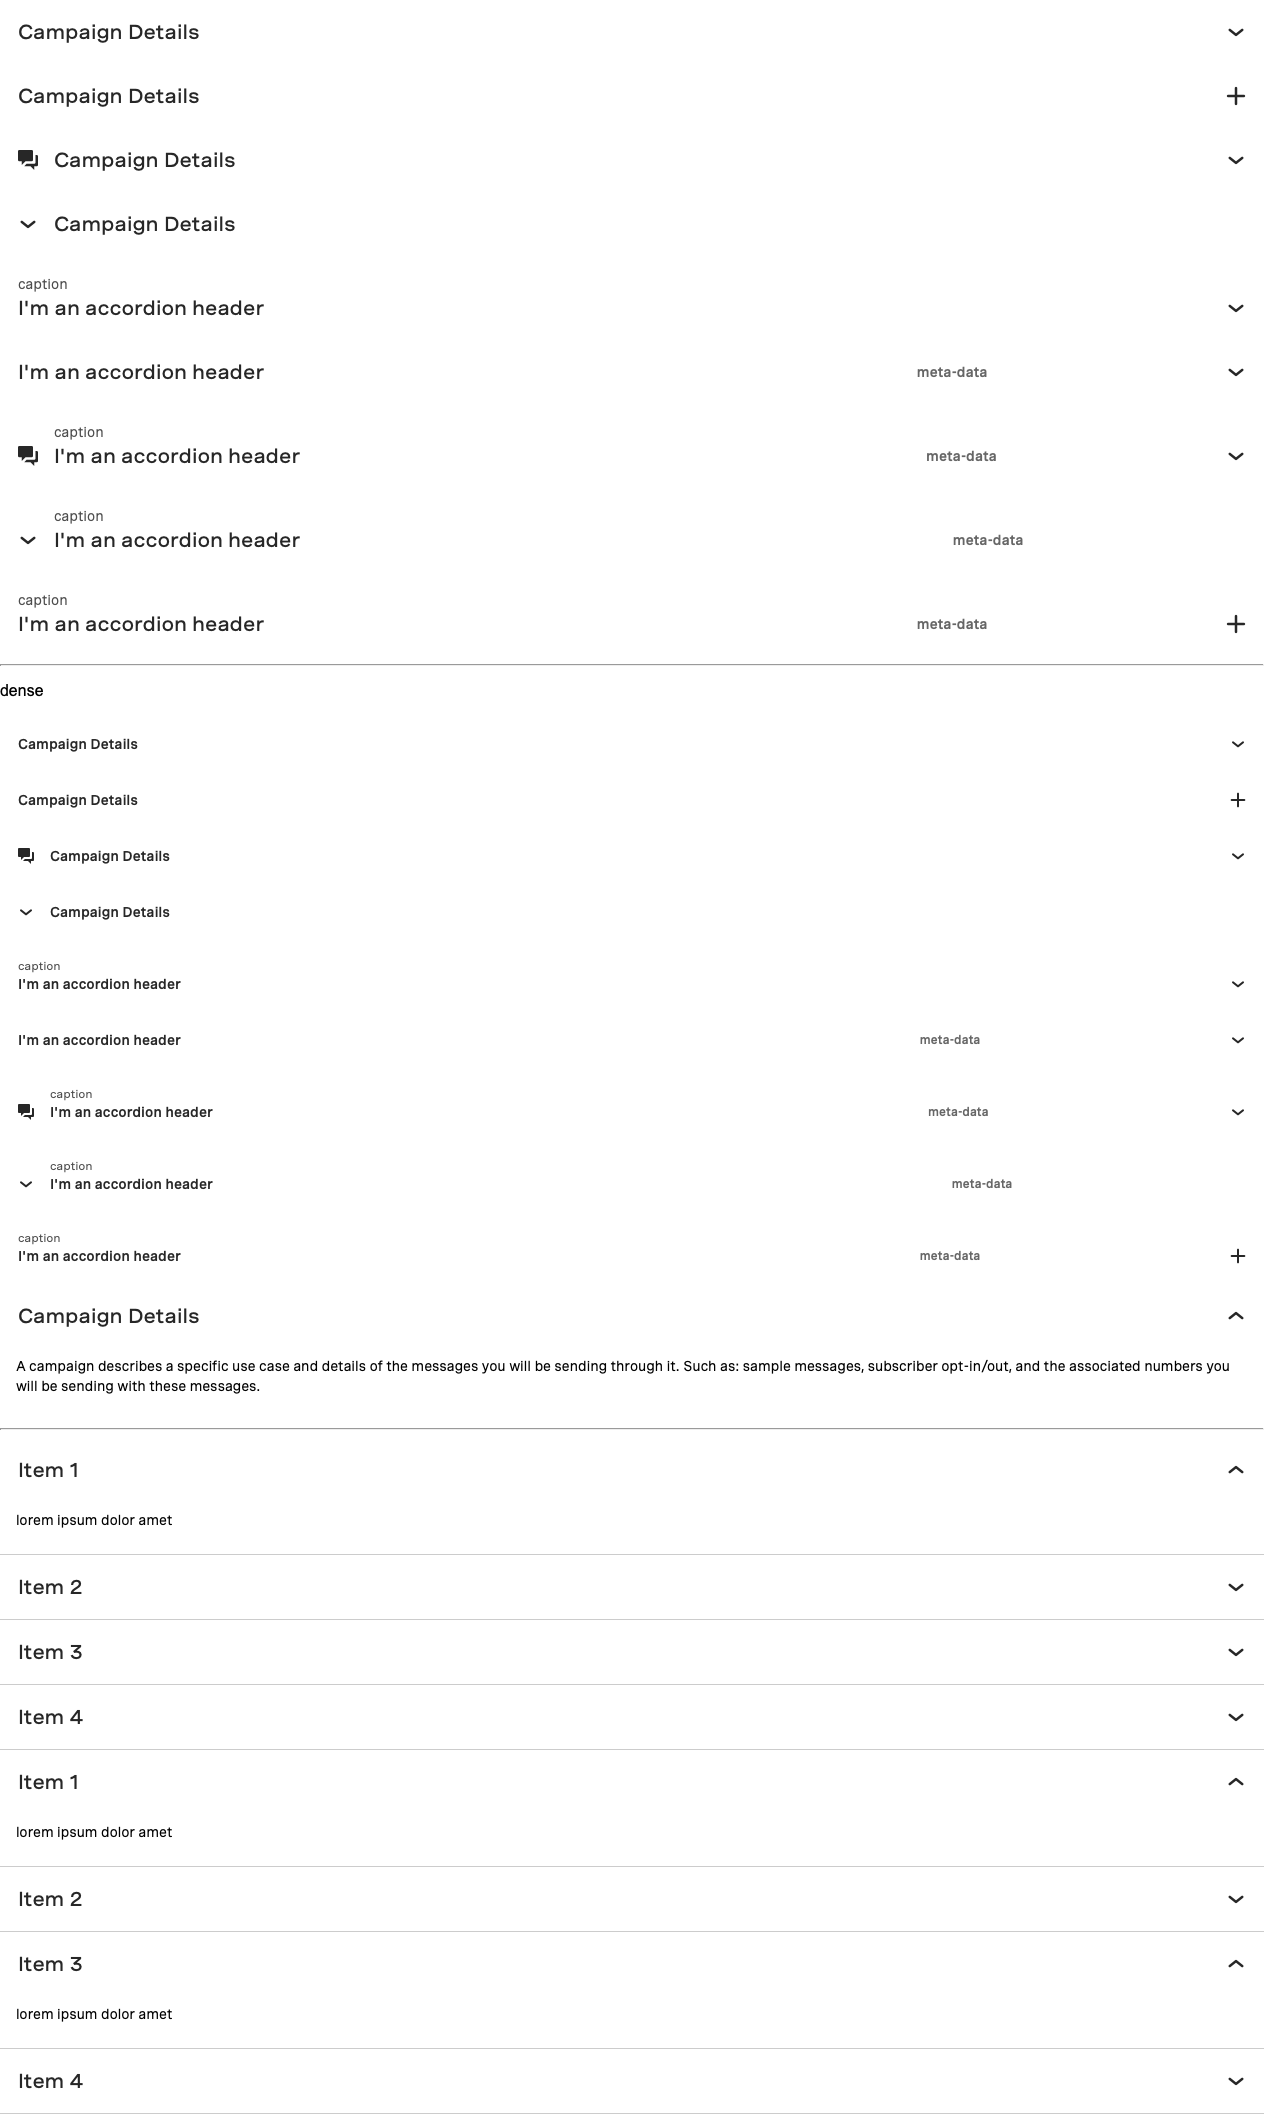 Campaign Details
Campaign Details
Campaign Details
Campaign Details
caption
I'm an accordion header
I'm an accordion header meta-data
caption
I'm an accordion header meta-data
caption
I'm an accordion header meta-data
caption
I'm an accordion header meta-data
dense
Campaign Details
Campaign Details
Campaign Details
Campaign Details
caption
I'm an accordion header
I'm an accordion header meta-data
caption
I'm an accordion header meta-data
caption
I'm an accordion header meta-data
caption
I'm an accordion header meta-data
Campaign Details
A campaign describes a specific use case and details of the messages you will be sending through it. Such as: sample messages, subscriber opt-in/out, and the associated numbers you
will be sending with these messages.
Item 1
lorem ipsum dolor amet
Item 2
Item 3
Item 4
Item 1
lorem ipsum dolor amet
Item 2
Item 3
lorem ipsum dolor amet
Item 4